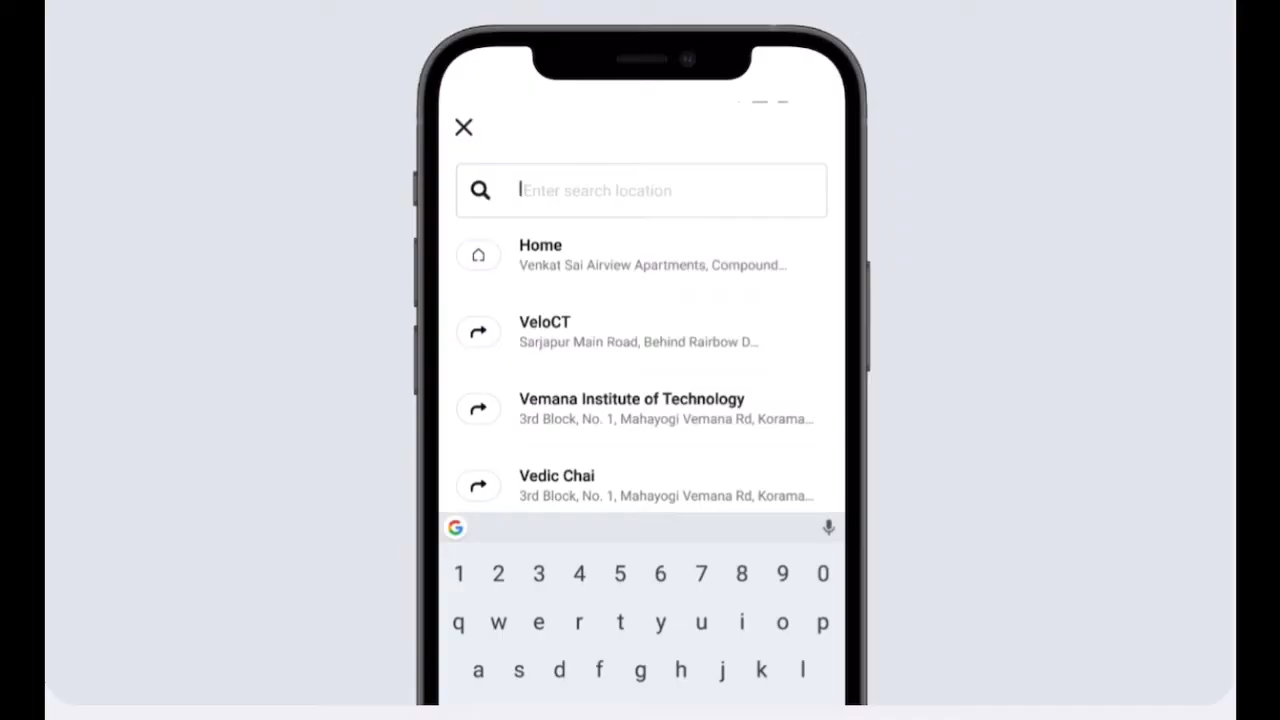 Enter search location
Home
Venkat Sai Airview Apartments, Compound...
VeloCT
Sarjapur Main Road, Behind Rairbow D...
Vemana Institute of Technology
3rd Block, No. 1, Mahayogi Vemana Rd, Korama...
Vedic Chai
3rd Block, No. 1, Mahayogi Vemana Rd, Korama...
G
1 2 3 4 5 6 7 8 9 0
q w e r t y u i o p
a s d f g h j k l